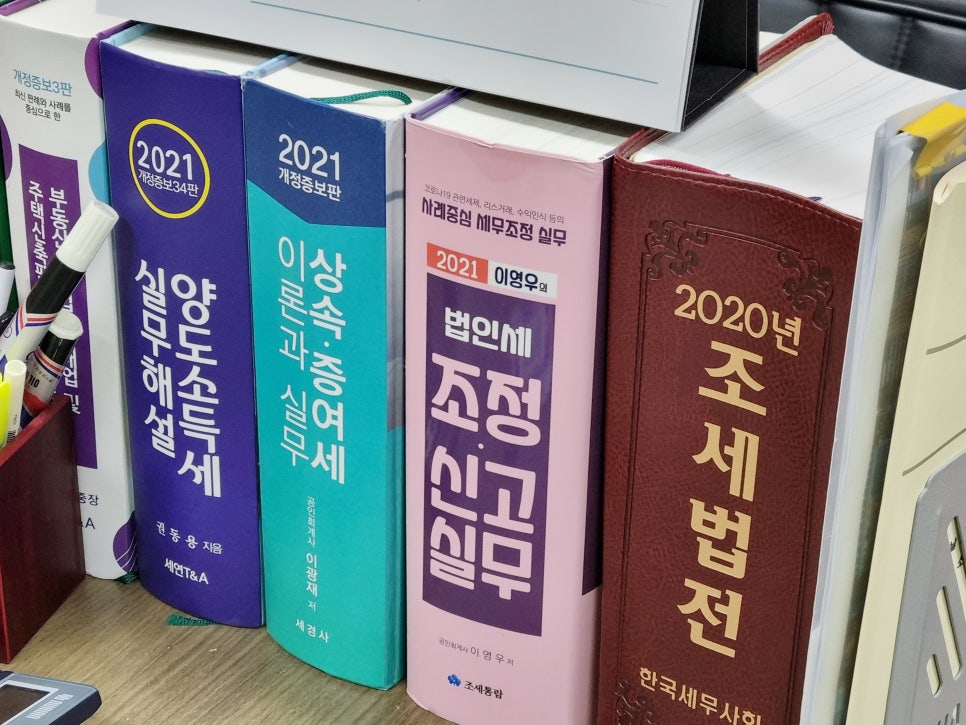 개정증보3판
최신 판례와 사례를
중심으로 한
2021
개정증보34판
양도소득세
실무해설
권동용 지음
세연T&A
2021
개정증보판
상속·증여세
이론과 실무
공인회계사 이광재 저
세경사
코로나19 관련세제, 리스거래, 수익인식 등의
사례중심 세무조정 실무
2021 이영우의
법인세
조정·신고
실무
공인회계사 이영우 저
조세통람
2020년
조세법전
한국세무사회